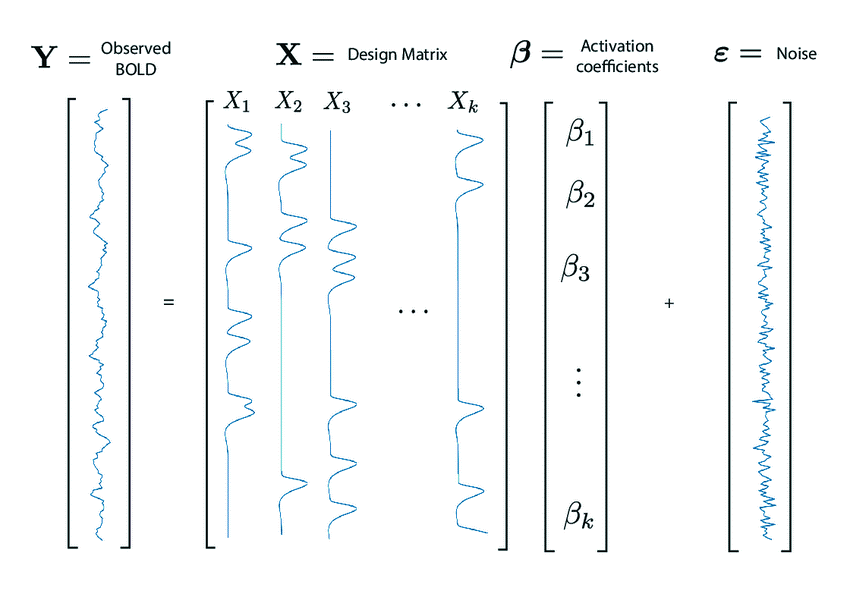 Y = Observed BOLD
X = Design Matrix
β = Activation coefficients
ε = Noise
X₁ X₂ X₃ ... Xₖ
β₁
β₂
β₃
...
=
+
⋮
βₖ